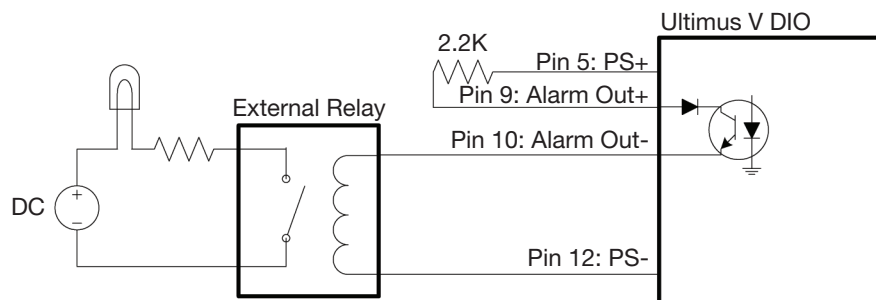 Ultimus V DIO
2.2K
Pin 5: PS+
Pin 9: Alarm Out+
External Relay
Pin 10: Alarm Out-
+
DC
–
Pin 12: PS-